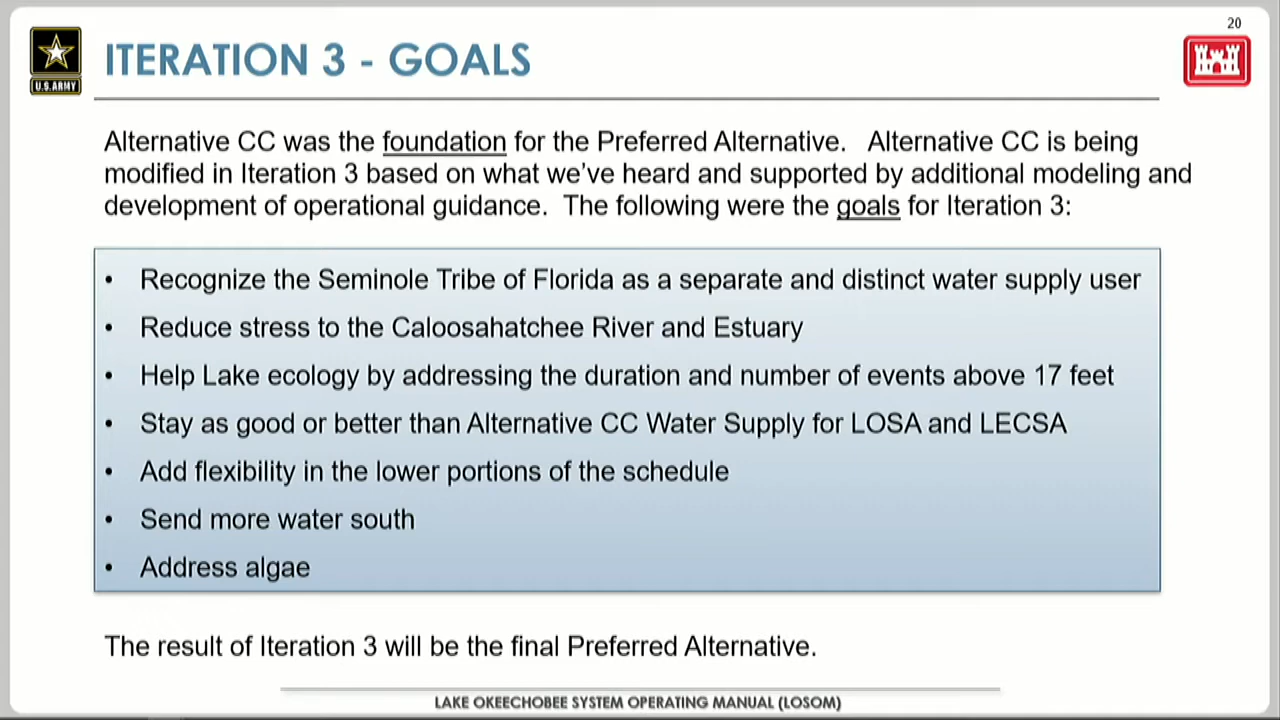 20
U.S.ARMY
ITERATION 3 - GOALS
Alternative CC was the foundation for the Preferred Alternative. Alternative CC is being
modified in Iteration 3 based on what we've heard and supported by additional modeling and
development of operational guidance. The following were the goals for Iteration 3:
• Recognize the Seminole Tribe of Florida as a separate and distinct water supply user
• Reduce stress to the Caloosahatchee River and Estuary
• Help Lake ecology by addressing the duration and number of events above 17 feet
• Stay as good or better than Alternative CC Water Supply for LOSA and LECSA
• Add flexibility in the lower portions of the schedule
• Send more water south
• Address algae
The result of Iteration 3 will be the final Preferred Alternative.
LAKE OKEECHOBEE SYSTEM OPERATING MANUAL (LOSOM)